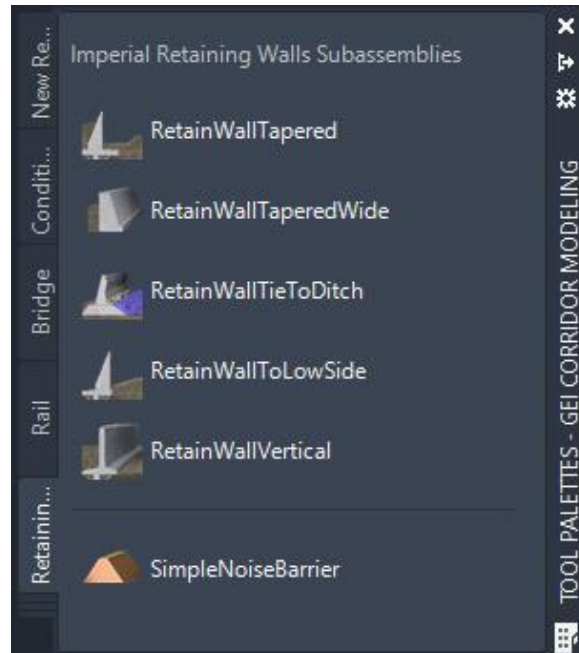 Imperial Retaining Walls Subassemblies
RetainWallTapered
RetainWallTaperedWide
RetainWallTieToDitch
RetainWallToLowSide
RetainWallVertical
SimpleNoiseBarrier
New Re...
Conditi...
Bridge
Rail
Retainin...
TOOL PALETTES - GEI CORRIDOR MODELING